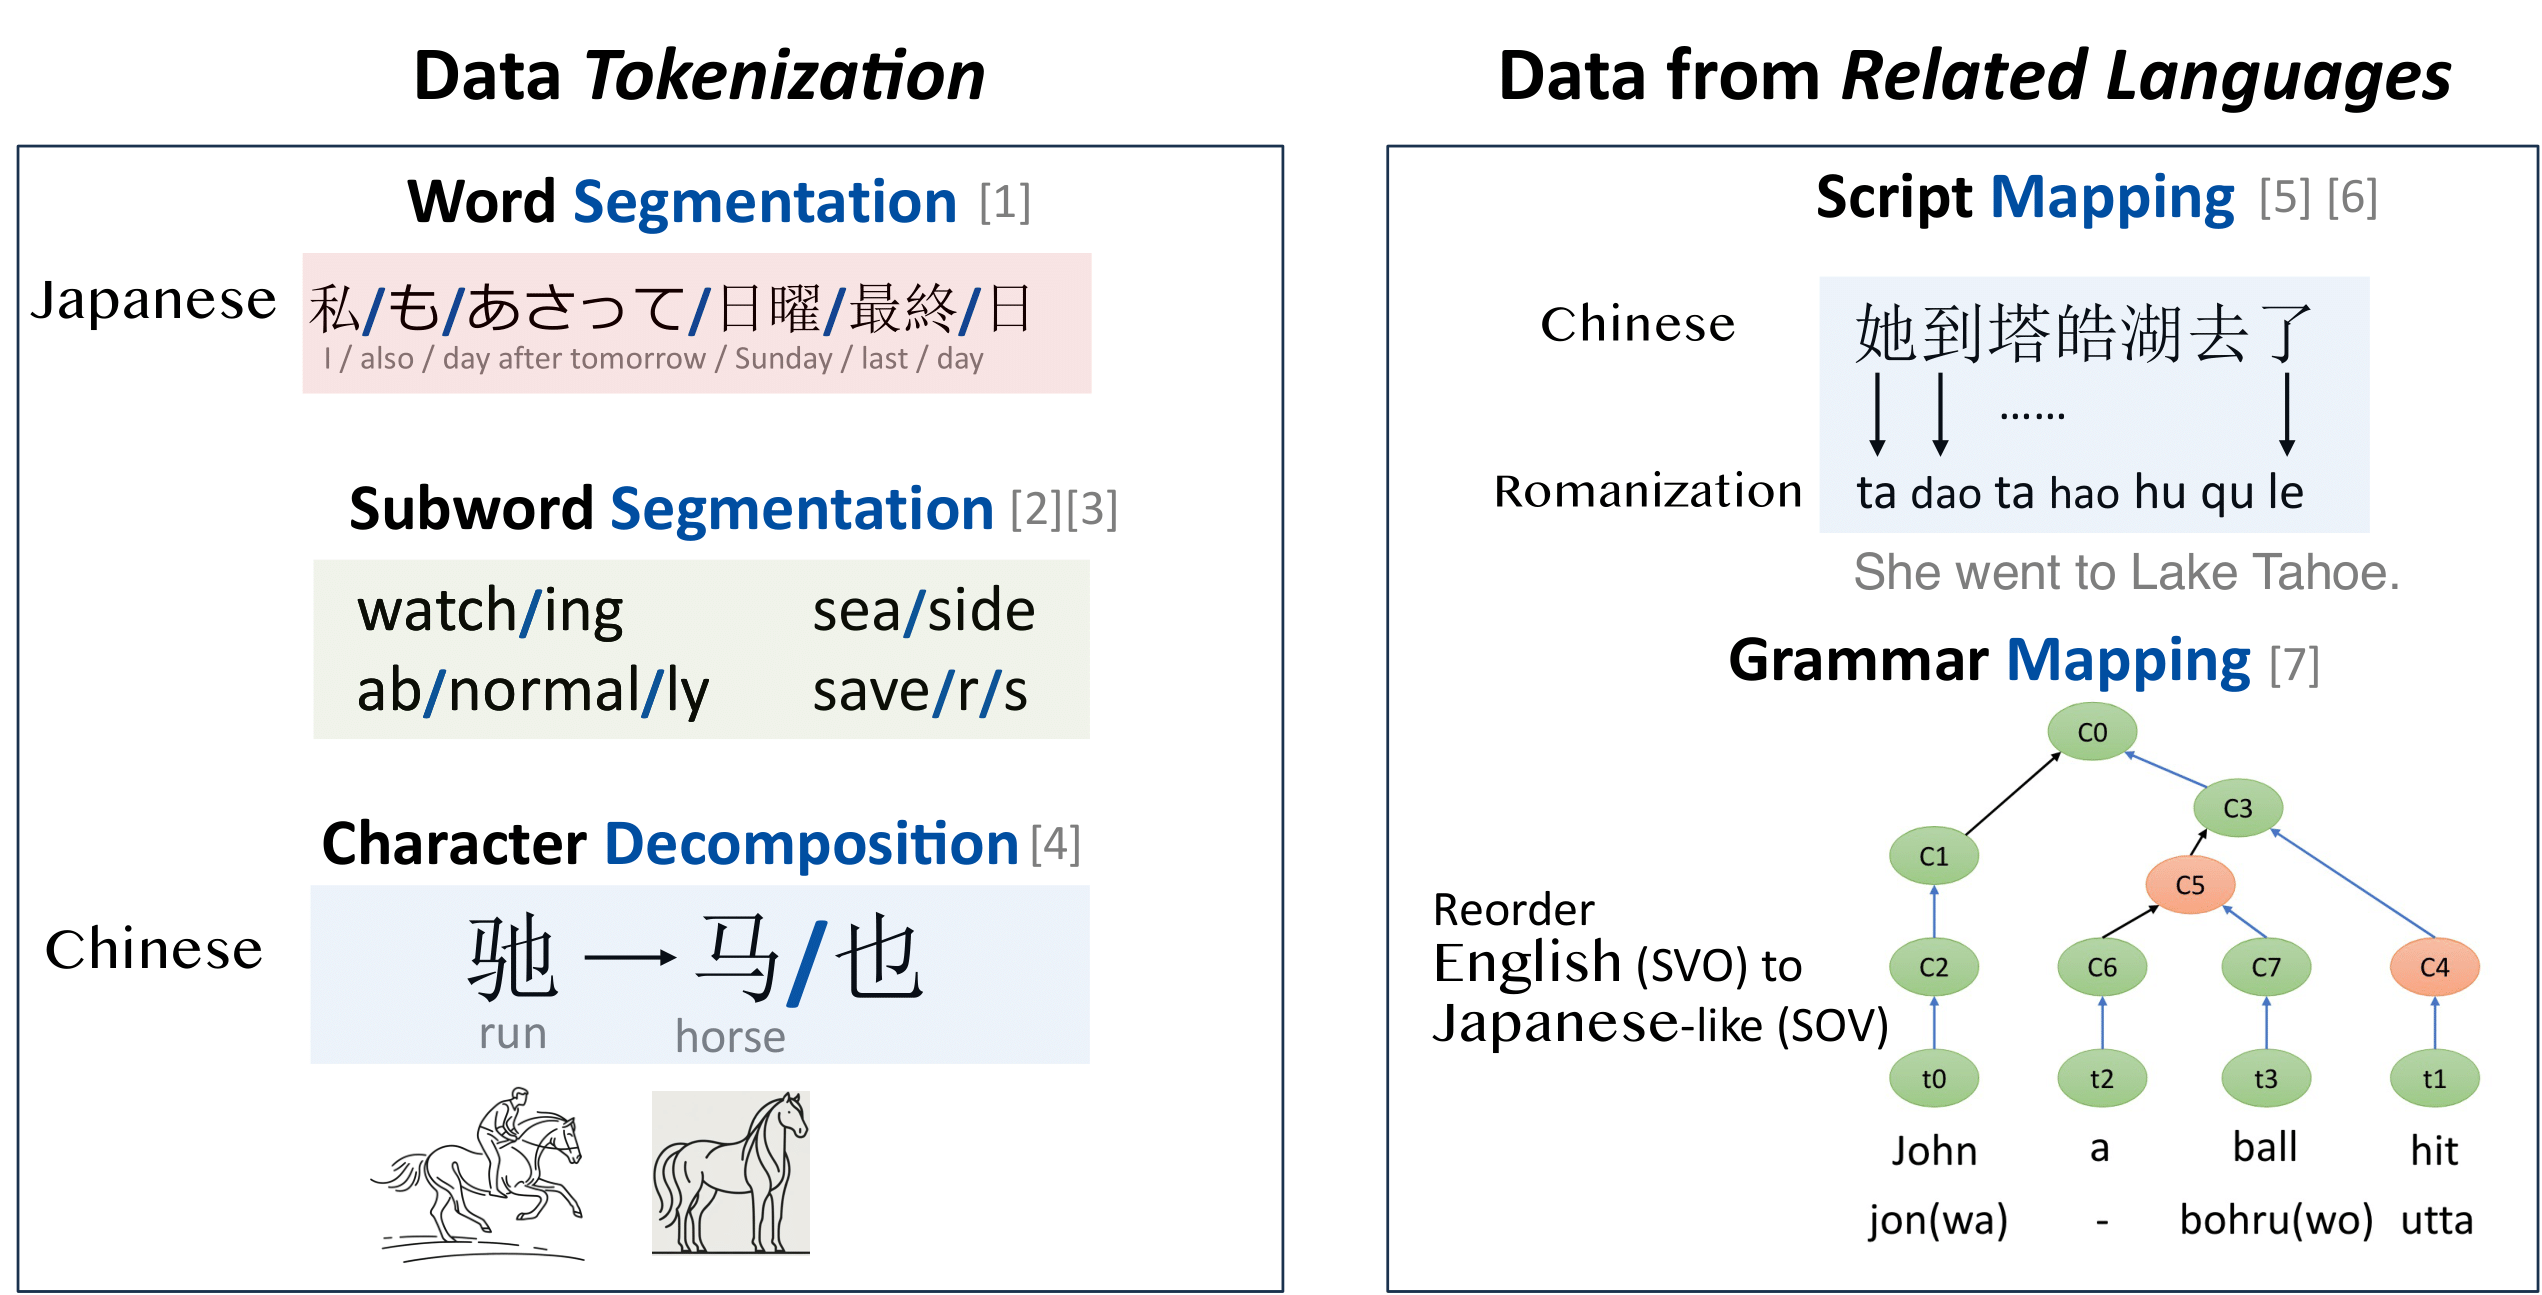 Data Tokenization
Word Segmentation [1]
Japanese
私/も/あさって/日曜/最終/日
I / also / day after tomorrow / Sunday / last / day
Subword Segmentation [2][3]
watch/ing sea/side
ab/normal/ly save/r/s
Character Decomposition [4]
Chinese
驰 → 马/也
run horse
Data from Related Languages
Script Mapping [5] [6]
Chinese
她到塔皓湖去了
......
Romanization
ta dao ta hao hu qu le
She went to Lake Tahoe.
Grammar Mapping [7]
Reorder
English (SVO) to
Japanese-like (SOV)
C0
C3
C1
C5
C2 C6 C7 C4
t0 t2 t3 t1
John a ball hit
jon(wa) - bohru(wo) utta